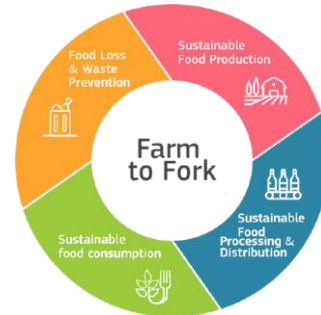 Food Loss
& Waste
Prevention
Sustainable
Food Production
Farm
to Fork
Sustainable
Food
Processing &
Distribution
Sustainable
food consumption